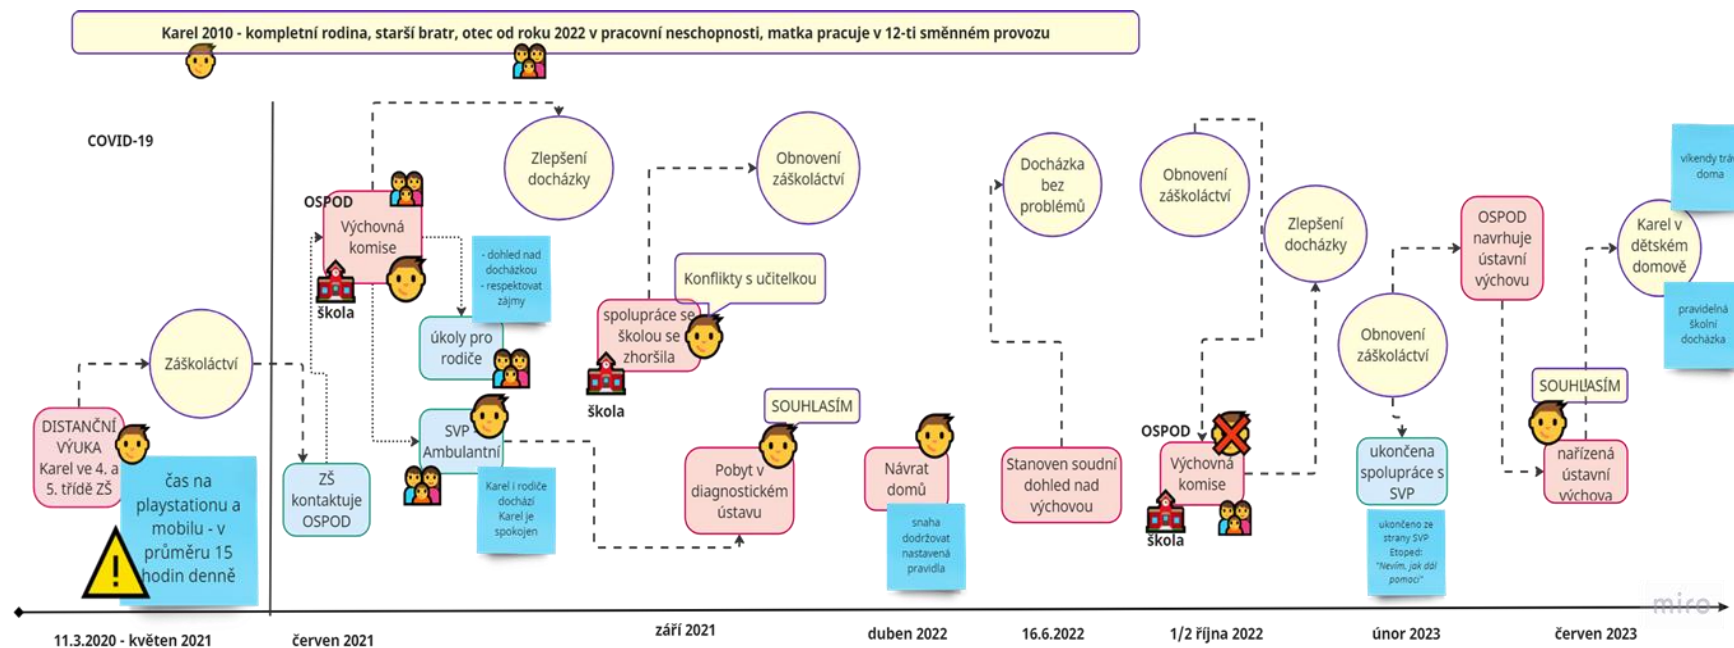 Karel 2010 - kompletní rodina, starší bratr, otec od roku 2022 v pracovní neschopnosti, matka pracuje v 12-ti směnném provozu
COVID-19
DISTANČNÍ
VÝUKA
Karel ve 4. a
5. třídě ZŠ
čas na
playstationu a
mobilu - v
průměru 15
hodin denně
Záškoláctví
ZŠ
kontaktuje
OSPOD
OSPOD
Výchovná
komise
škola
- dohled nad
docházkou
- respektovat
zájmy
úkoly pro
rodiče
SVP -
Ambulantní
Karel i rodiče
dochází
Karel je
spokojen
Zlepšení
docházky
spolupráce se
školou se
zhoršila
škola
Konflikty s učitelkou
Obnovení
záškoláctví
SOUHLASÍM
Pobyt v
diagnostickém
ústavu
Návrat
domů
snaha
dodržovat
nastavená
pravidla
Docházka
bez
problémů
Stanoven soudní
dohled nad
výchovou
Obnovení
záškoláctví
OSPOD
Výchovná
komise
škola
Zlepšení
docházky
Obnovení
záškoláctví
ukončena
spolupráce s
SVP
ukončeno ze
strany SVP
Etoped:
"Nevím, jak dál
pomoci"
OSPOD
navrhuje
ústavní
výchovu
SOUHLASÍM
nařízená
ústavní
výchova
Karel v
dětském
domově
víkendy
doma
pravidelná
školní
docházka
miro
11.3.2020 - květen 2021
červen 2021
září 2021
duben 2022
16.6.2022
1/2 října 2022
únor 2023
červen 2023